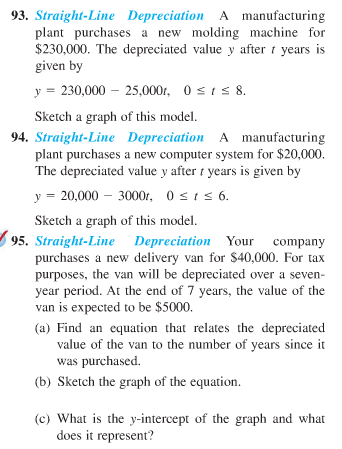 93. Straight-Line Depreciation A manufacturing
plant purchases a new molding machine for
$230,000. The depreciated value y after t years is
given by
y = 230,000 − 25,000t, 0 ≤ t ≤ 8.
Sketch a graph of this model.
94. Straight-Line Depreciation A manufacturing
plant purchases a new computer system for $20,000.
The depreciated value y after t years is given by
y = 20,000 − 3000t, 0 ≤ t ≤ 6.
Sketch a graph of this model.
95. Straight-Line Depreciation Your company
purchases a new delivery van for $40,000. For tax
purposes, the van will be depreciated over a seven-
year period. At the end of 7 years, the value of the
van is expected to be $5000.
(a) Find an equation that relates the depreciated
value of the van to the number of years since it
was purchased.
(b) Sketch the graph of the equation.
(c) What is the y-intercept of the graph and what
does it represent?